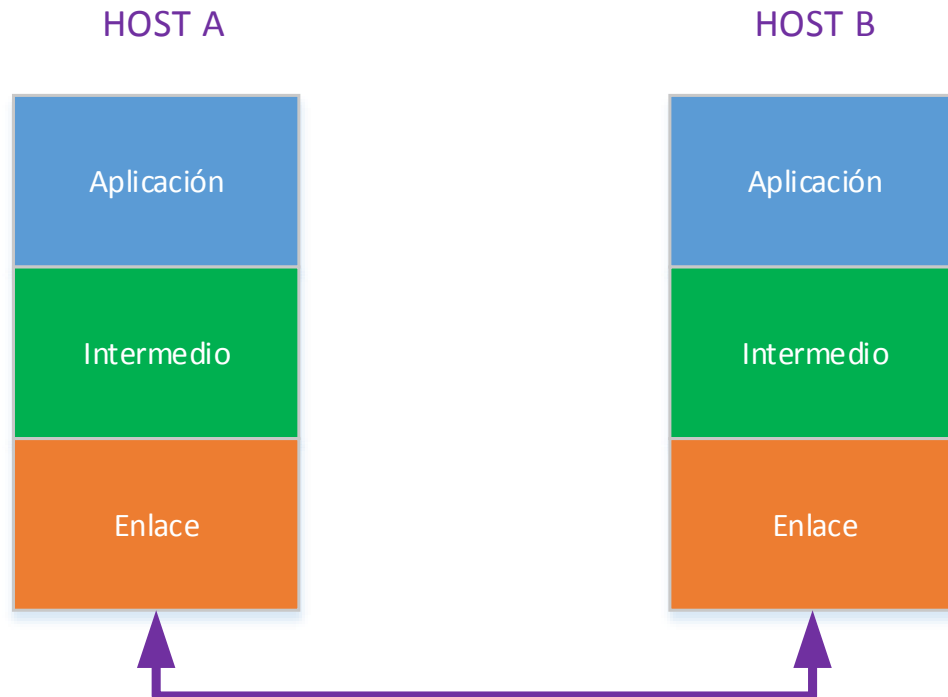 HOST A
HOST B
Aplicación
Aplicación
Intermedio
Intermedio
Enlace
Enlace